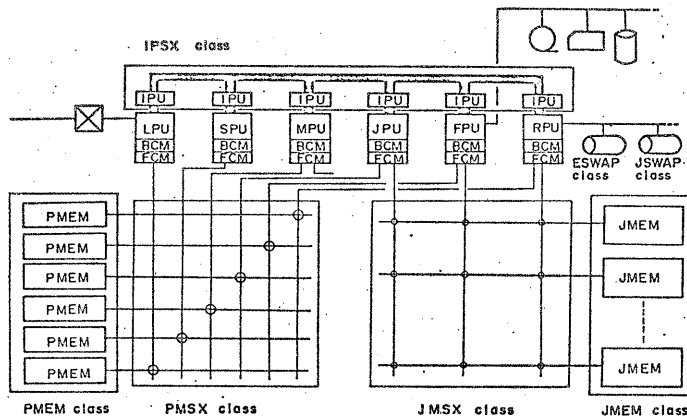 IPSX class
IPU IPU IPU IPU IPU IPU
LPU SPU MPU JPU FPU RPU
BCM BCM BCM BCM BCM BCM
FCM FCM FCM FCM FCM FCM
ESWAP class
JSWAP class
PMEM
PMEM
PMEM
PMEM
PMEM
PMEM
JMEM
JMEM
JMEM
PMEM class
PMSX class
JMSX class
JMEM class